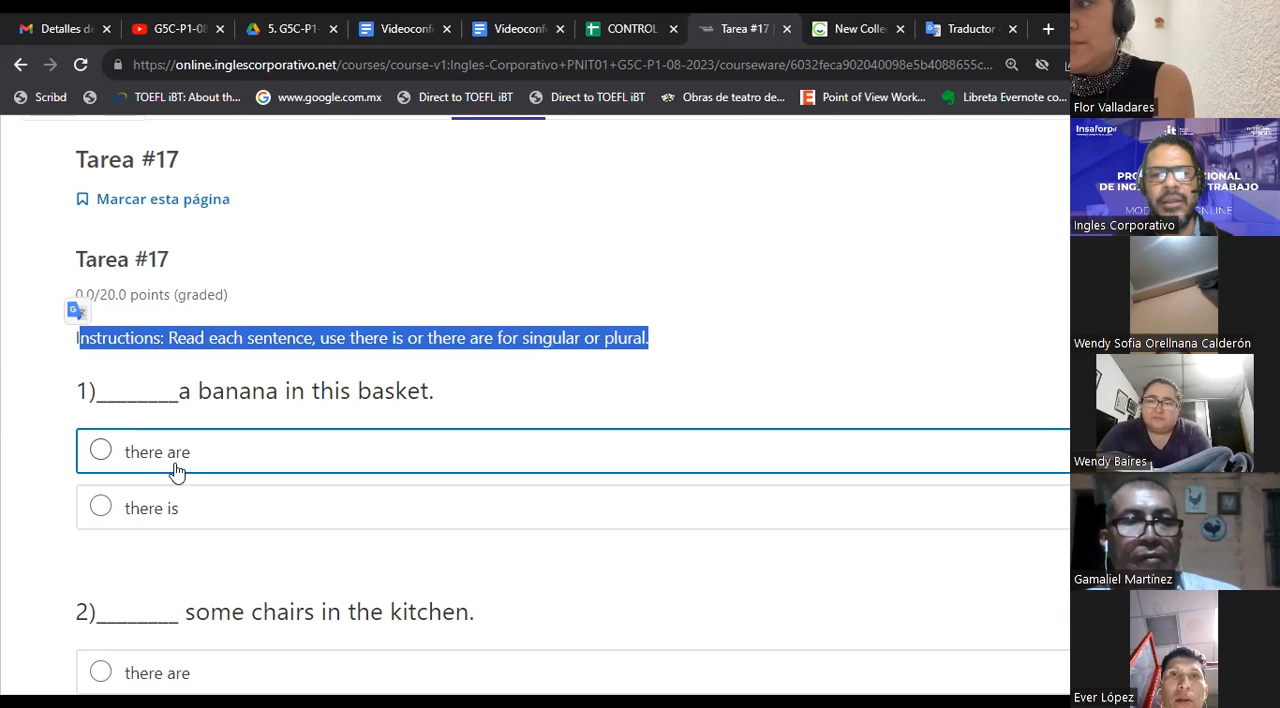 Detalles de
G5C-P1-08
5. G5C-P1-
Videoconf
Videoconf
CONTROL
Tarea #17 |
New Colle
Traductor
https://online.inglescorporativo.net/courses/course-v1:Ingles-Corporativo+PNIT01+G5C-P1-08-2023/courseware/6032feca902040098e5b4088655c...
Scribd
TOEFL iBT: About th...
www.google.com.mx
Direct to TOEFL iBT
Direct to TOEFL iBT
Obras de teatro de...
Point of View Work...
Libreta Evernote co...
Tarea #17
Marcar esta página
Tarea #17
0.0/20.0 points (graded)
Instructions: Read each sentence, use there is or there are for singular or plural.
1)________a banana in this basket.
there are
there is
2)________ some chairs in the kitchen.
there are
Flor Valladares
Insaforp
Ingles Corporativo
Wendy Sofia Orellnana Calderón
Wendy Baires
Gamaliel Martínez
Ever López